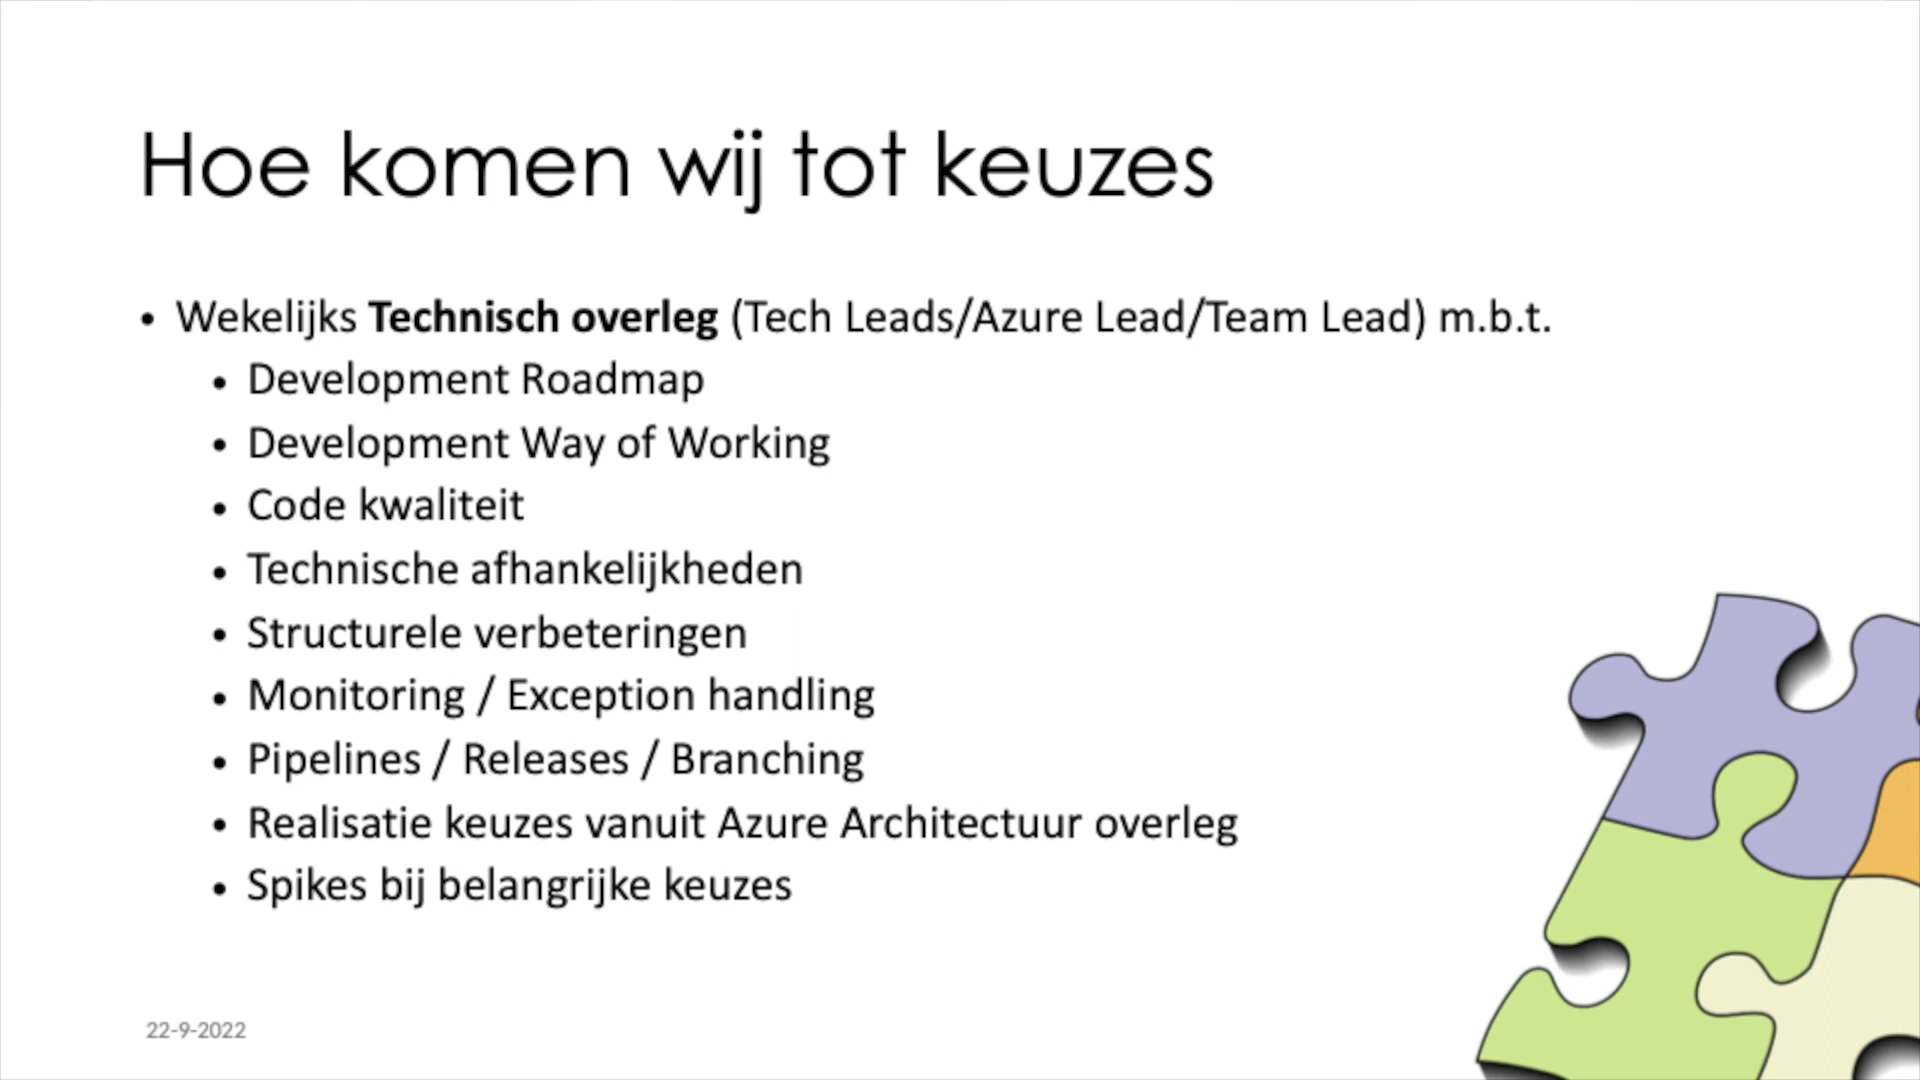 Hoe komen wij tot keuzes
• Wekelijks Technisch overleg (Tech Leads/Azure Lead/Team Lead) m.b.t.
• Development Roadmap
• Development Way of Working
• Code kwaliteit
• Technische afhankelijkheden
• Structurele verbeteringen
• Monitoring / Exception handling
• Pipelines / Releases / Branching
• Realisatie keuzes vanuit Azure Architectuur overleg
• Spikes bij belangrijke keuzes
22-9-2022